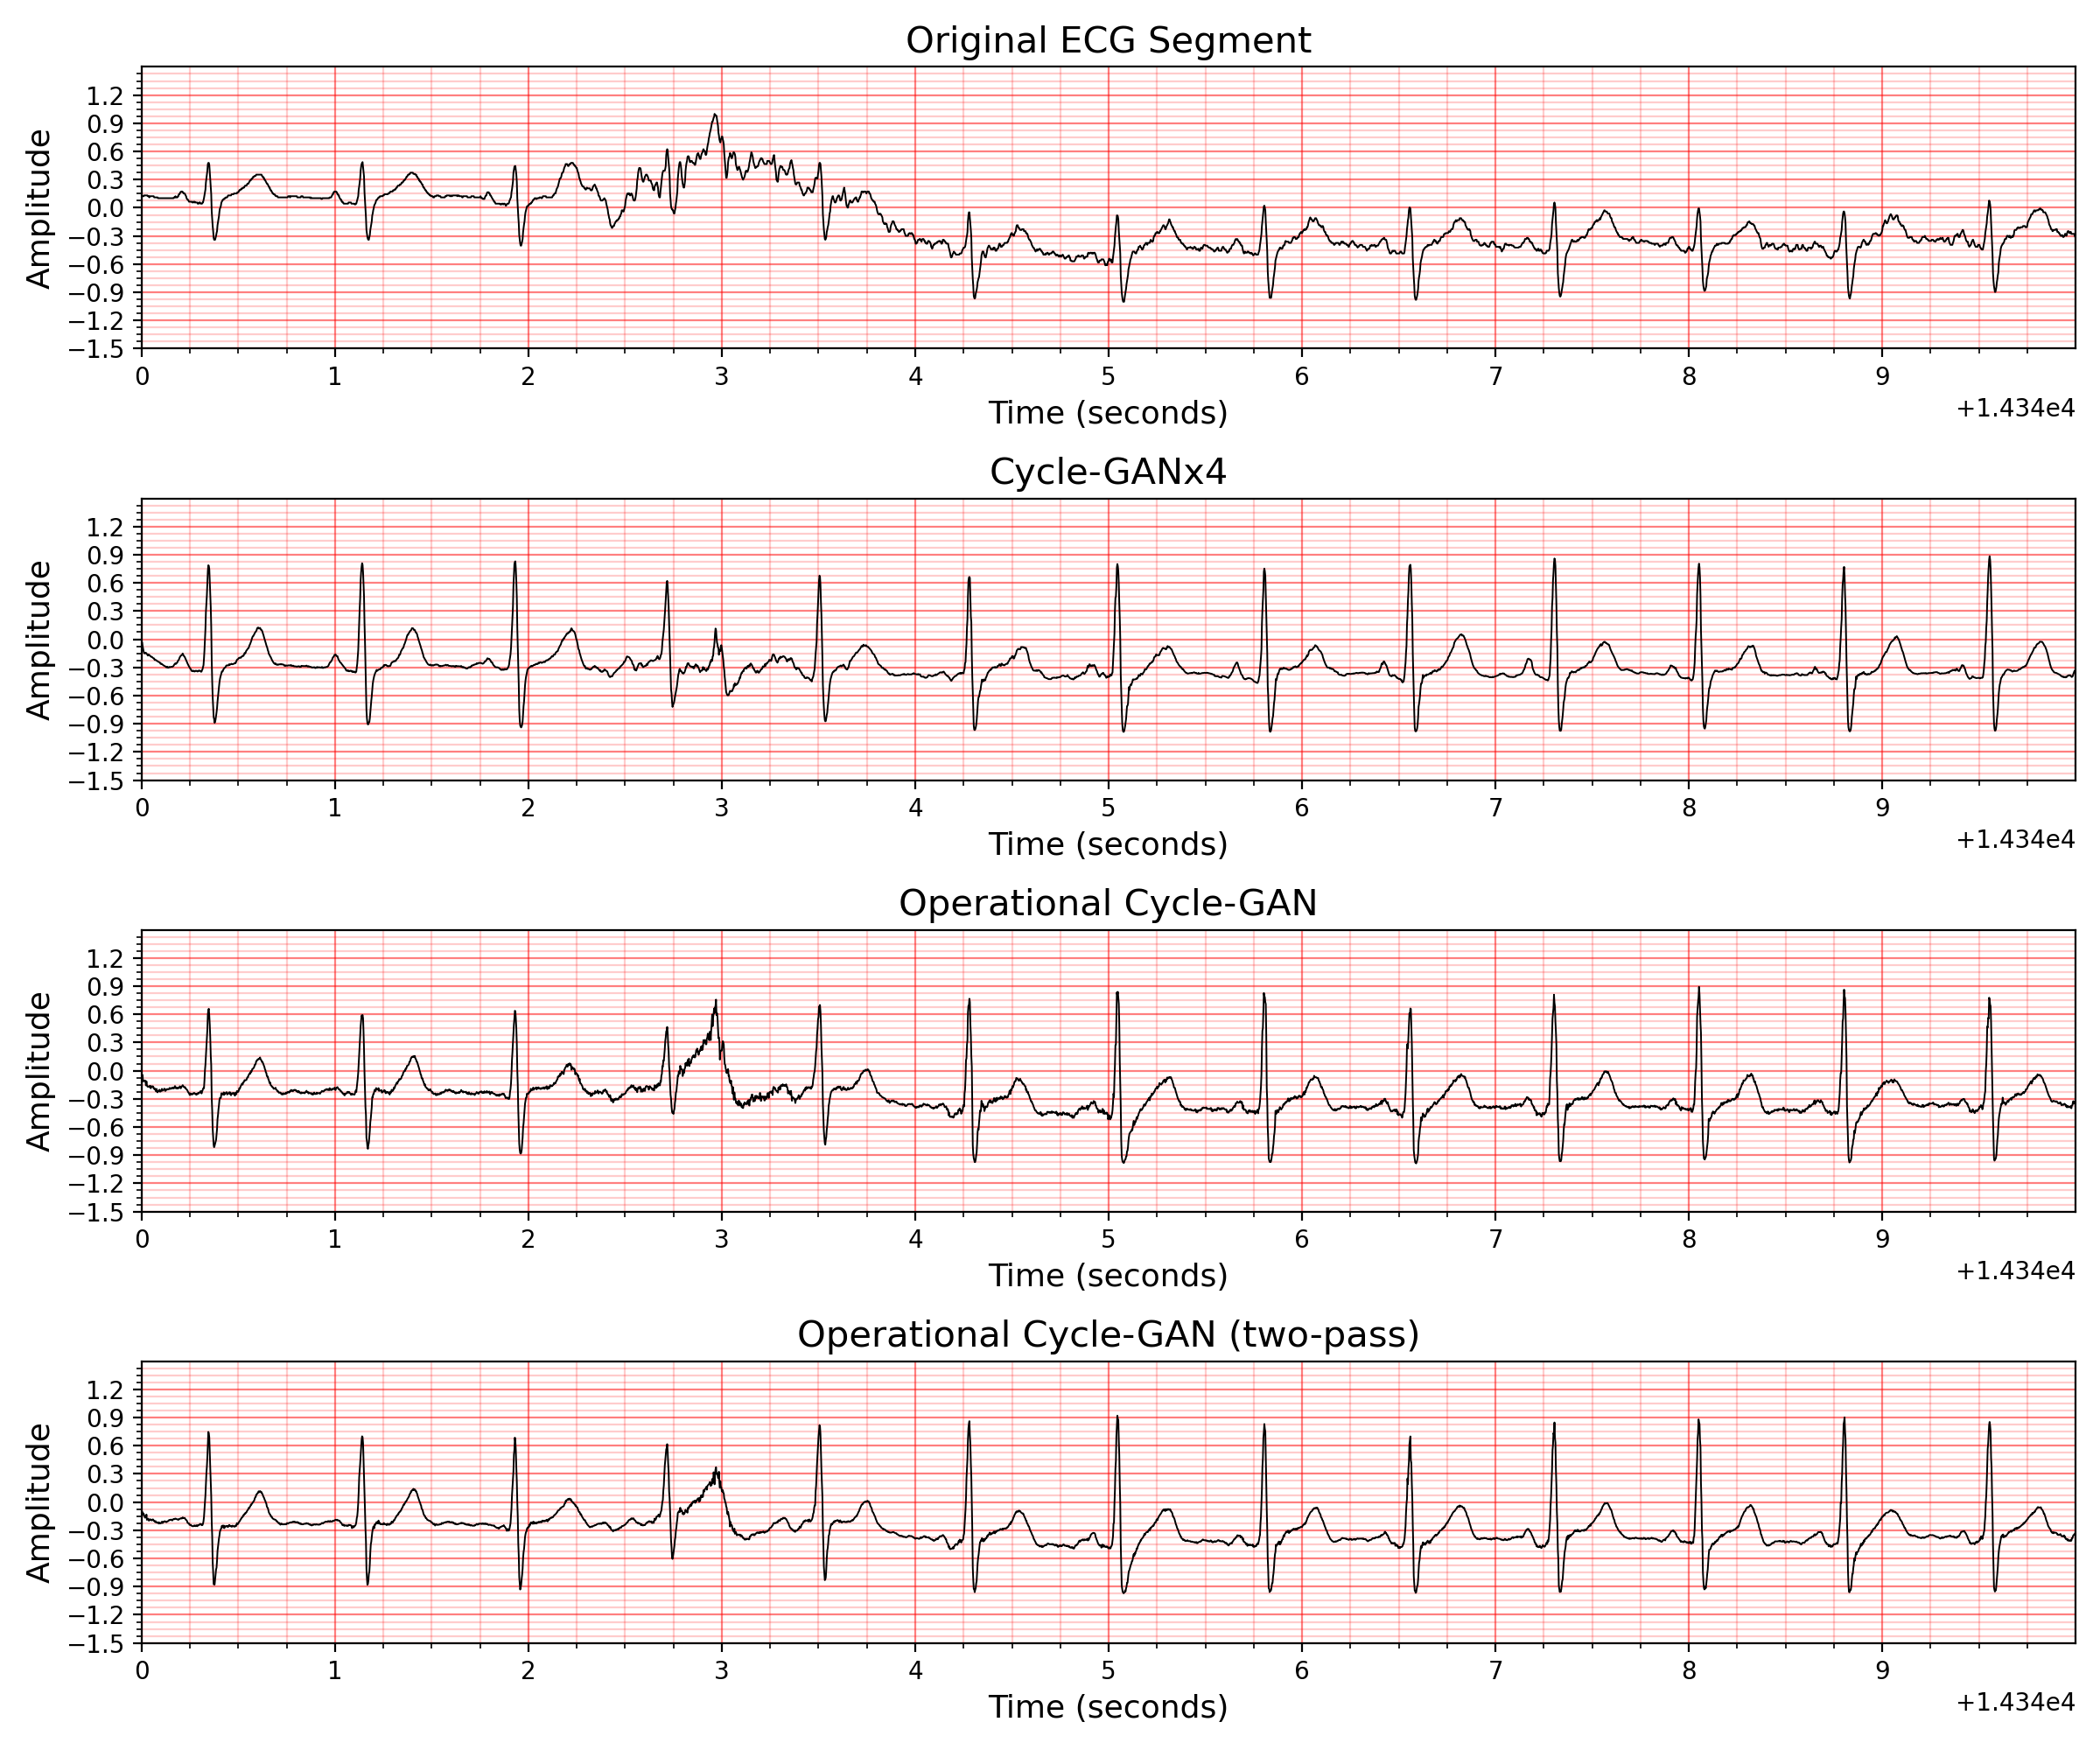 Original ECG Segment
Amplitude
1.2
0.9
0.6
0.3
0.0
−0.3
−0.6
−0.9
−1.2
−1.5
0 1 2 3 4 5 6 7 8 9
Time (seconds)
+1.434e4
Cycle-GANx4
Amplitude
1.2
0.9
0.6
0.3
0.0
−0.3
−0.6
−0.9
−1.2
−1.5
0 1 2 3 4 5 6 7 8 9
Time (seconds)
+1.434e4
Operational Cycle-GAN
Amplitude
1.2
0.9
0.6
0.3
0.0
−0.3
−0.6
−0.9
−1.2
−1.5
0 1 2 3 4 5 6 7 8 9
Time (seconds)
+1.434e4
Operational Cycle-GAN (two-pass)
Amplitude
1.2
0.9
0.6
0.3
0.0
−0.3
−0.6
−0.9
−1.2
−1.5
0 1 2 3 4 5 6 7 8 9
Time (seconds)
+1.434e4